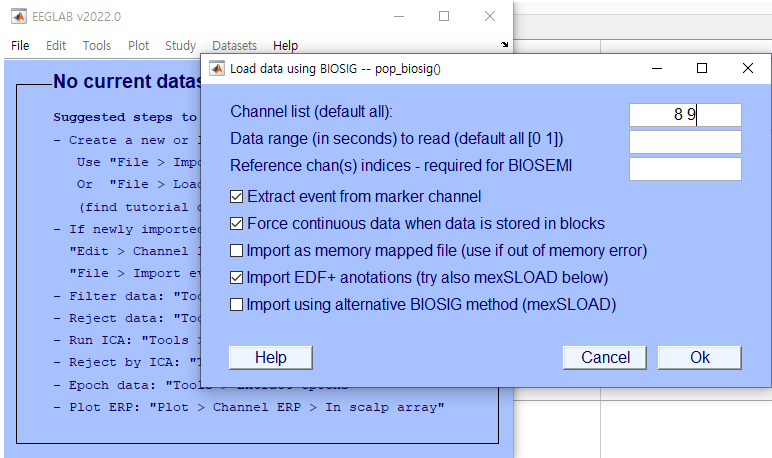 EEGLAB v2022.0
File Edit Tools Plot Study Datasets Help
No current datas
Suggested steps to
- Create a new or
Use "File > Impo
Or "File > Load
(find tutorial
- If newly imported
"Edit > Channel
"File > Import ev
- Filter data: "Too
- Reject data: "Too
- Run ICA: "Tools >
- Reject by ICA: "T
- Epoch data: "Tools > Extract epochs"
- Plot ERP: "Plot > Channel ERP > In scalp array"
Load data using BIOSIG -- pop_biosig()
Channel list (default all): 8 9
Data range (in seconds) to read (default all [0 1])
Reference chan(s) indices - required for BIOSEMI
Extract event from marker channel
Force continuous data when data is stored in blocks
Import as memory mapped file (use if out of memory error)
Import EDF+ anotations (try also mexSLOAD below)
Import using alternative BIOSIG method (mexSLOAD)
Help Cancel Ok